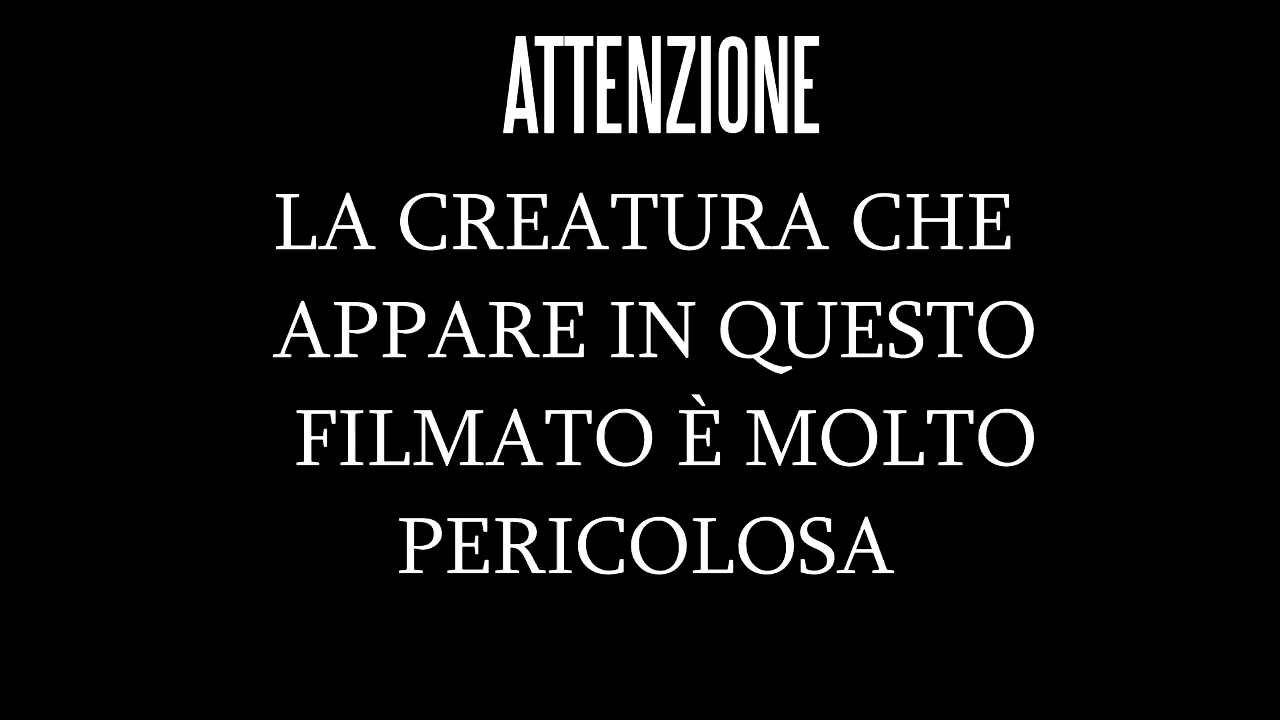 ATTENZIONE
LA CREATURA CHE
APPARE IN QUESTO
FILMATO È MOLTO
PERICOLOSA